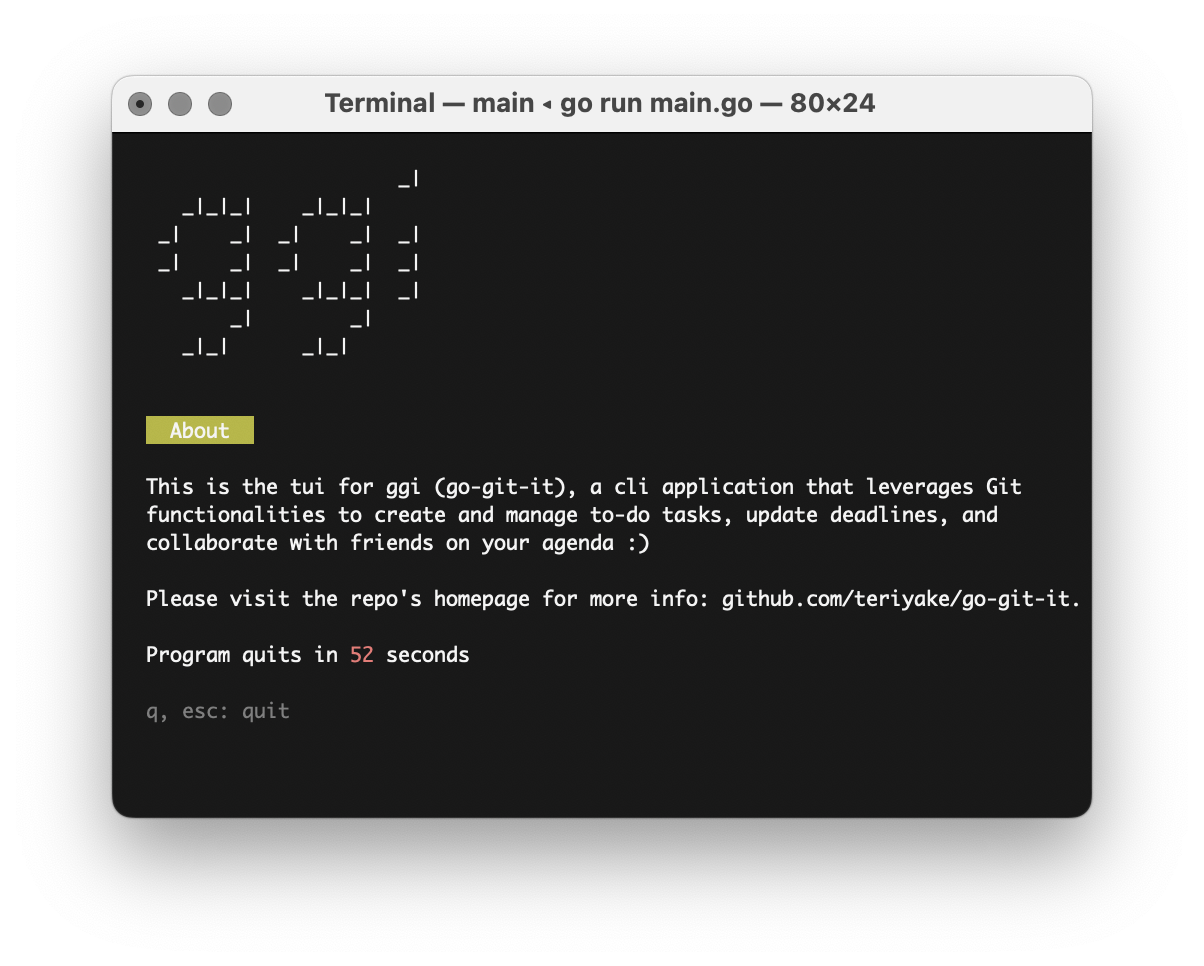 Terminal — main ◂ go run main.go — 80×24
                     _|
   _|_|_|    _|_|_|
 _|    _|  _|    _|  _|
 _|    _|  _|    _|  _|
   _|_|_|    _|_|_|  _|
       _|        _|
   _|_|      _|_|
About
This is the tui for ggi (go-git-it), a cli application that leverages Git
functionalities to create and manage to-do tasks, update deadlines, and
collaborate with friends on your agenda :)
Please visit the repo's homepage for more info: github.com/teriyake/go-git-it.
Program quits in 52 seconds
q, esc: quit